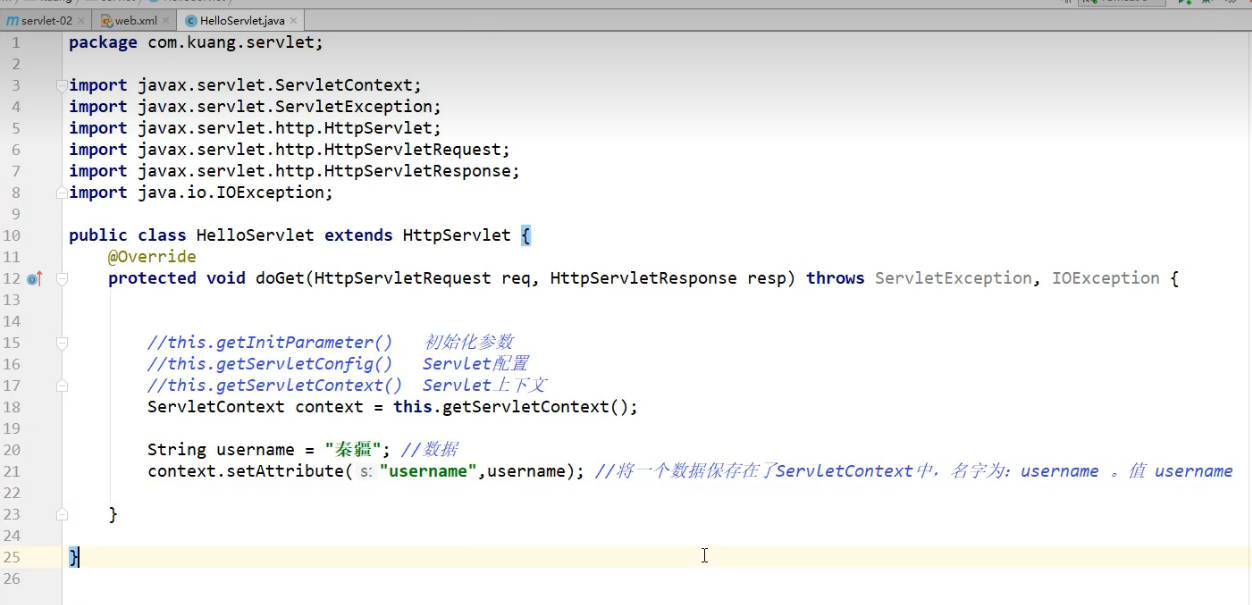 servlet-02 web.xml HelloServlet.java
1 package com.kuang.servlet;
2
3 import javax.servlet.ServletContext;
4 import javax.servlet.ServletException;
5 import javax.servlet.http.HttpServlet;
6 import javax.servlet.http.HttpServletRequest;
7 import javax.servlet.http.HttpServletResponse;
8 import java.io.IOException;
9
10 public class HelloServlet extends HttpServlet {
11 @Override
12 protected void doGet(HttpServletRequest req, HttpServletResponse resp) throws ServletException, IOException {
13
14
15 //this.getInitParameter() 初始化参数
16 //this.getServletConfig() Servlet配置
17 //this.getServletContext() Servlet上下文
18 ServletContext context = this.getServletContext();
19
20 String username = "秦疆"; //数据
21 context.setAttribute( s: "username",username); //将一个数据保存在了ServletContext中，名字为：username 。值 username
22
23 }
24
25 }
26